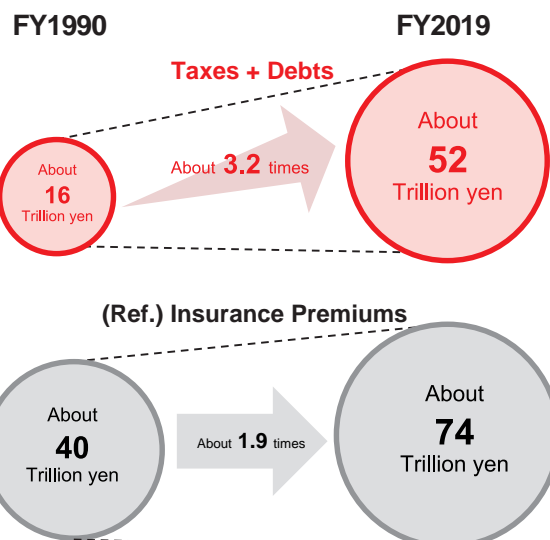 FY1990
FY2019
Taxes + Debts
About
16
Trillion yen
About 3.2 times
About
52
Trillion yen
(Ref.) Insurance Premiums
About
40
Trillion yen
About 1.9 times
About
74
Trillion yen